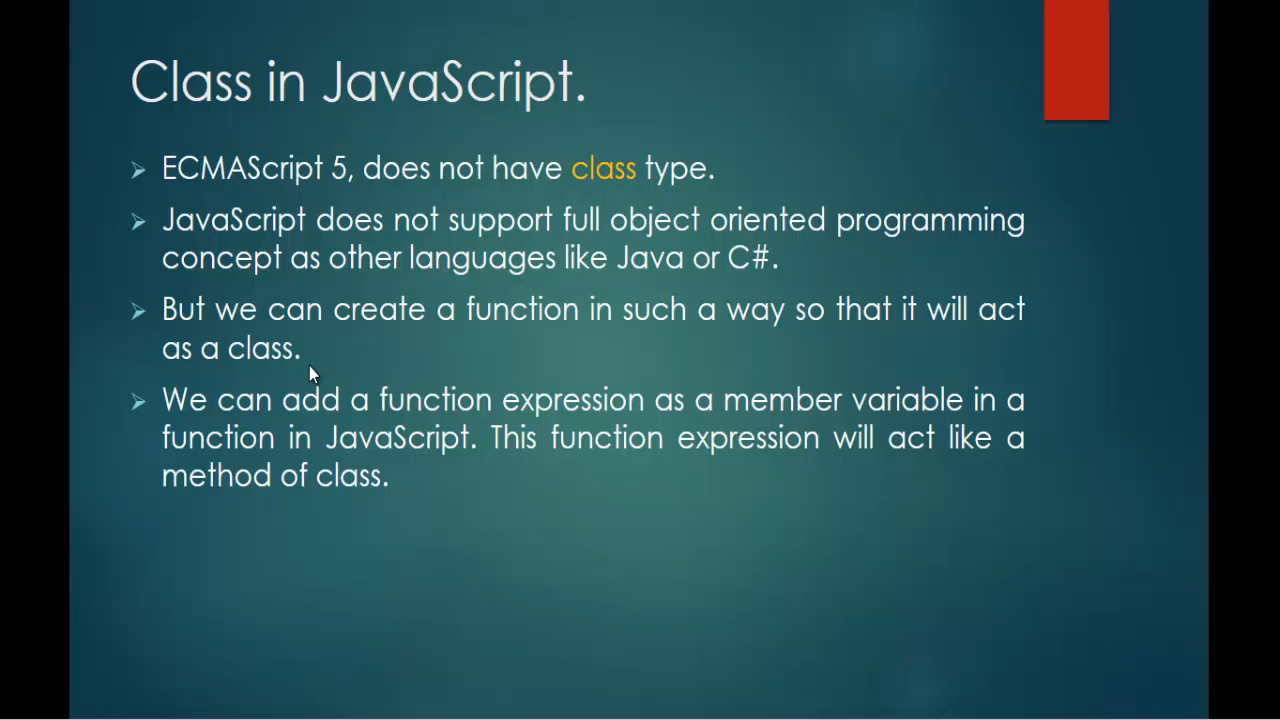 Class in JavaScript.
ECMAScript 5, does not have class type.
JavaScript does not support full object oriented programming
concept as other languages like Java or C#.
But we can create a function in such a way so that it will act
as a class.
We can add a function expression as a member variable in a
function in JavaScript. This function expression will act like a
method of class.